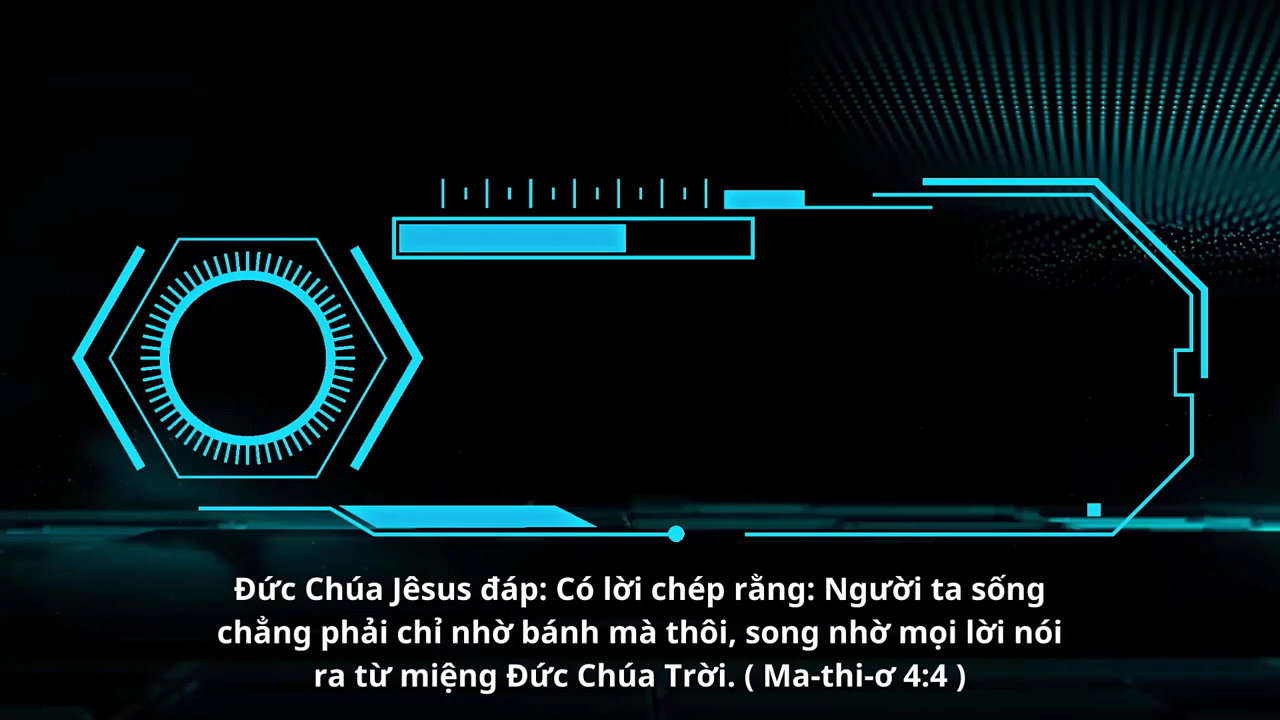 Đức Chúa Jêsus đáp: Có lời chép rằng: Người ta sống
chẳng phải chỉ nhờ bánh mà thôi, song nhờ mọi lời nói
ra từ miệng Đức Chúa Trời. ( Ma-thi-ơ 4:4 )